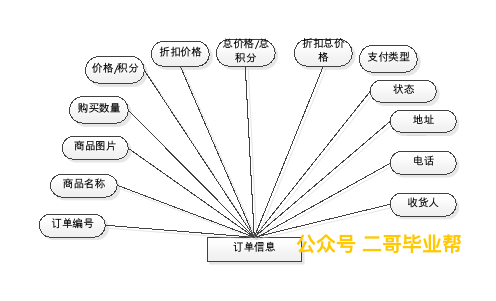 折扣价格
总价格/总
积分
折扣总价
格
支付类型
价格/积分
状态
购买数量
地址
商品图片
电话
商品名称
收货人
订单编号
订单信息
公众号 二哥毕业帮